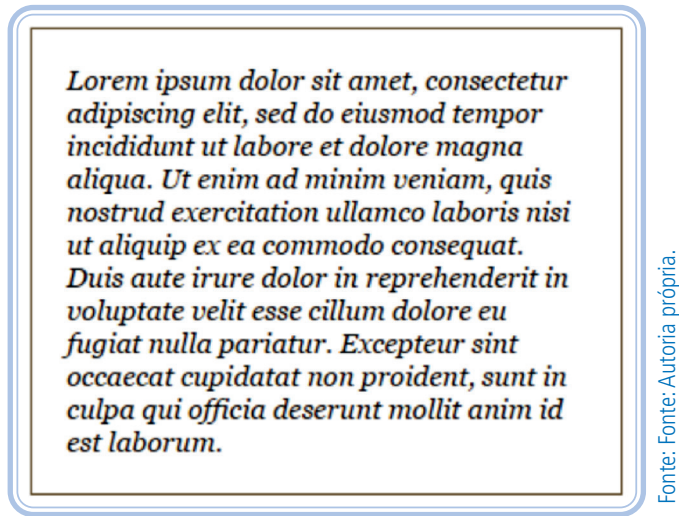 Lorem ipsum dolor sit amet, consectetur
adipiscing elit, sed do eiusmod tempor
incididunt ut labore et dolore magna
aliqua. Ut enim ad minim veniam, quis
nostrud exercitation ullamco laboris nisi
ut aliquip ex ea commodo consequat.
Duis aute irure dolor in reprehenderit in
voluptate velit esse cillum dolore eu
fugiat nulla pariatur. Excepteur sint
occaecat cupidatat non proident, sunt in
culpa qui officia deserunt mollit anim id
est laborum.
Fonte: Fonte: Autoria própria.